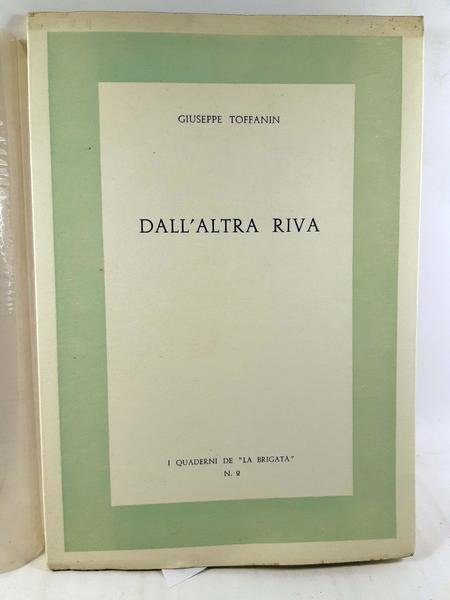 GIUSEPPE TOFFANIN
DALL'ALTRA RIVA
I QUADERNI DE "LA BRIGATA"
N. 2